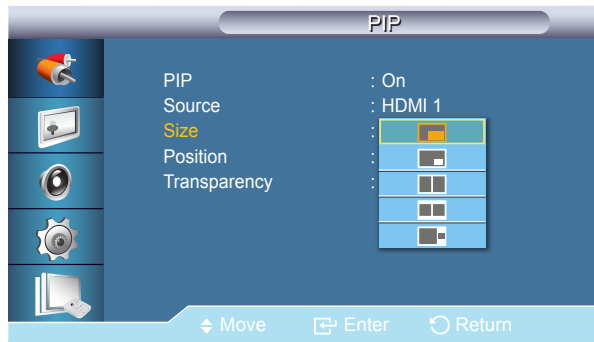 PIP
PIP : On
Source : HDMI 1
Size :
Position :
Transparency :
Move Enter Return